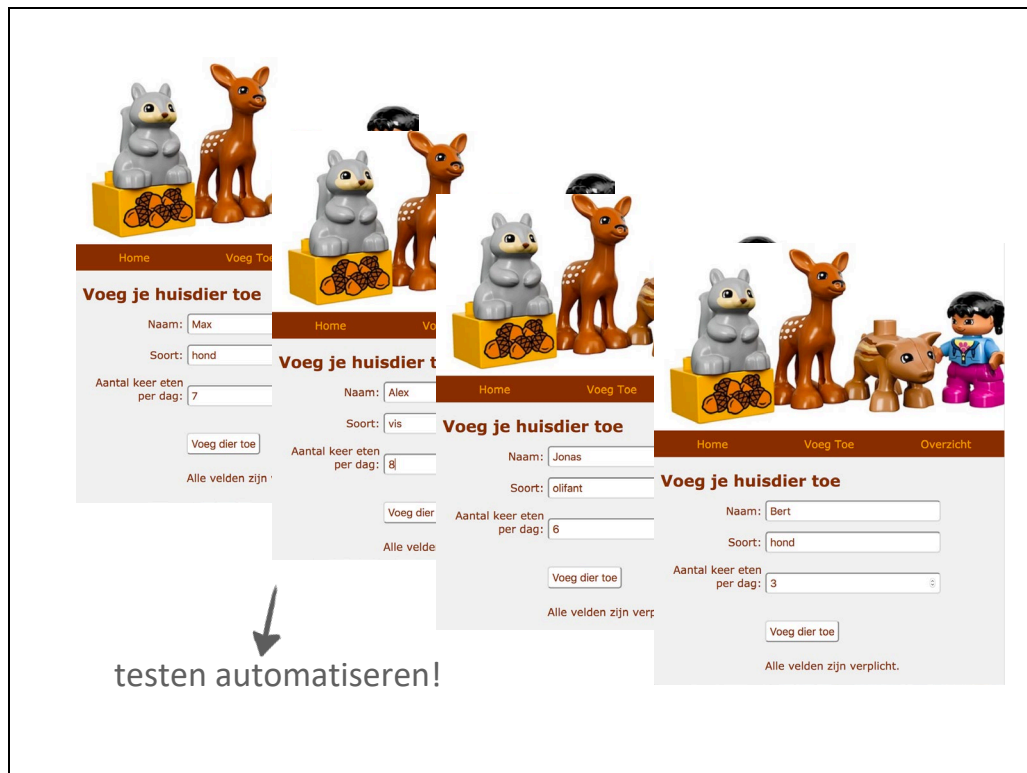 Home Voeg Toe
Voeg je huisdier toe
Naam: Max
Soort: hond
Aantal keer eten
per dag: 7
Voeg dier toe
Alle velden zijn
Home
Voeg je huisdier
Naam: Alex
Soort: vis
Aantal keer eten
per dag: 8
Voeg dier
Alle velde
Home Voeg Toe
Voeg je huisdier toe
Naam: Jonas
Soort: olifant
Aantal keer eten
per dag: 6
Voeg dier toe
Alle velden zijn verp
Home Voeg Toe Overzicht
Voeg je huisdier toe
Naam: Bert
Soort: hond
Aantal keer eten
per dag: 3
Voeg dier toe
Alle velden zijn verplicht.
testen automatiseren!